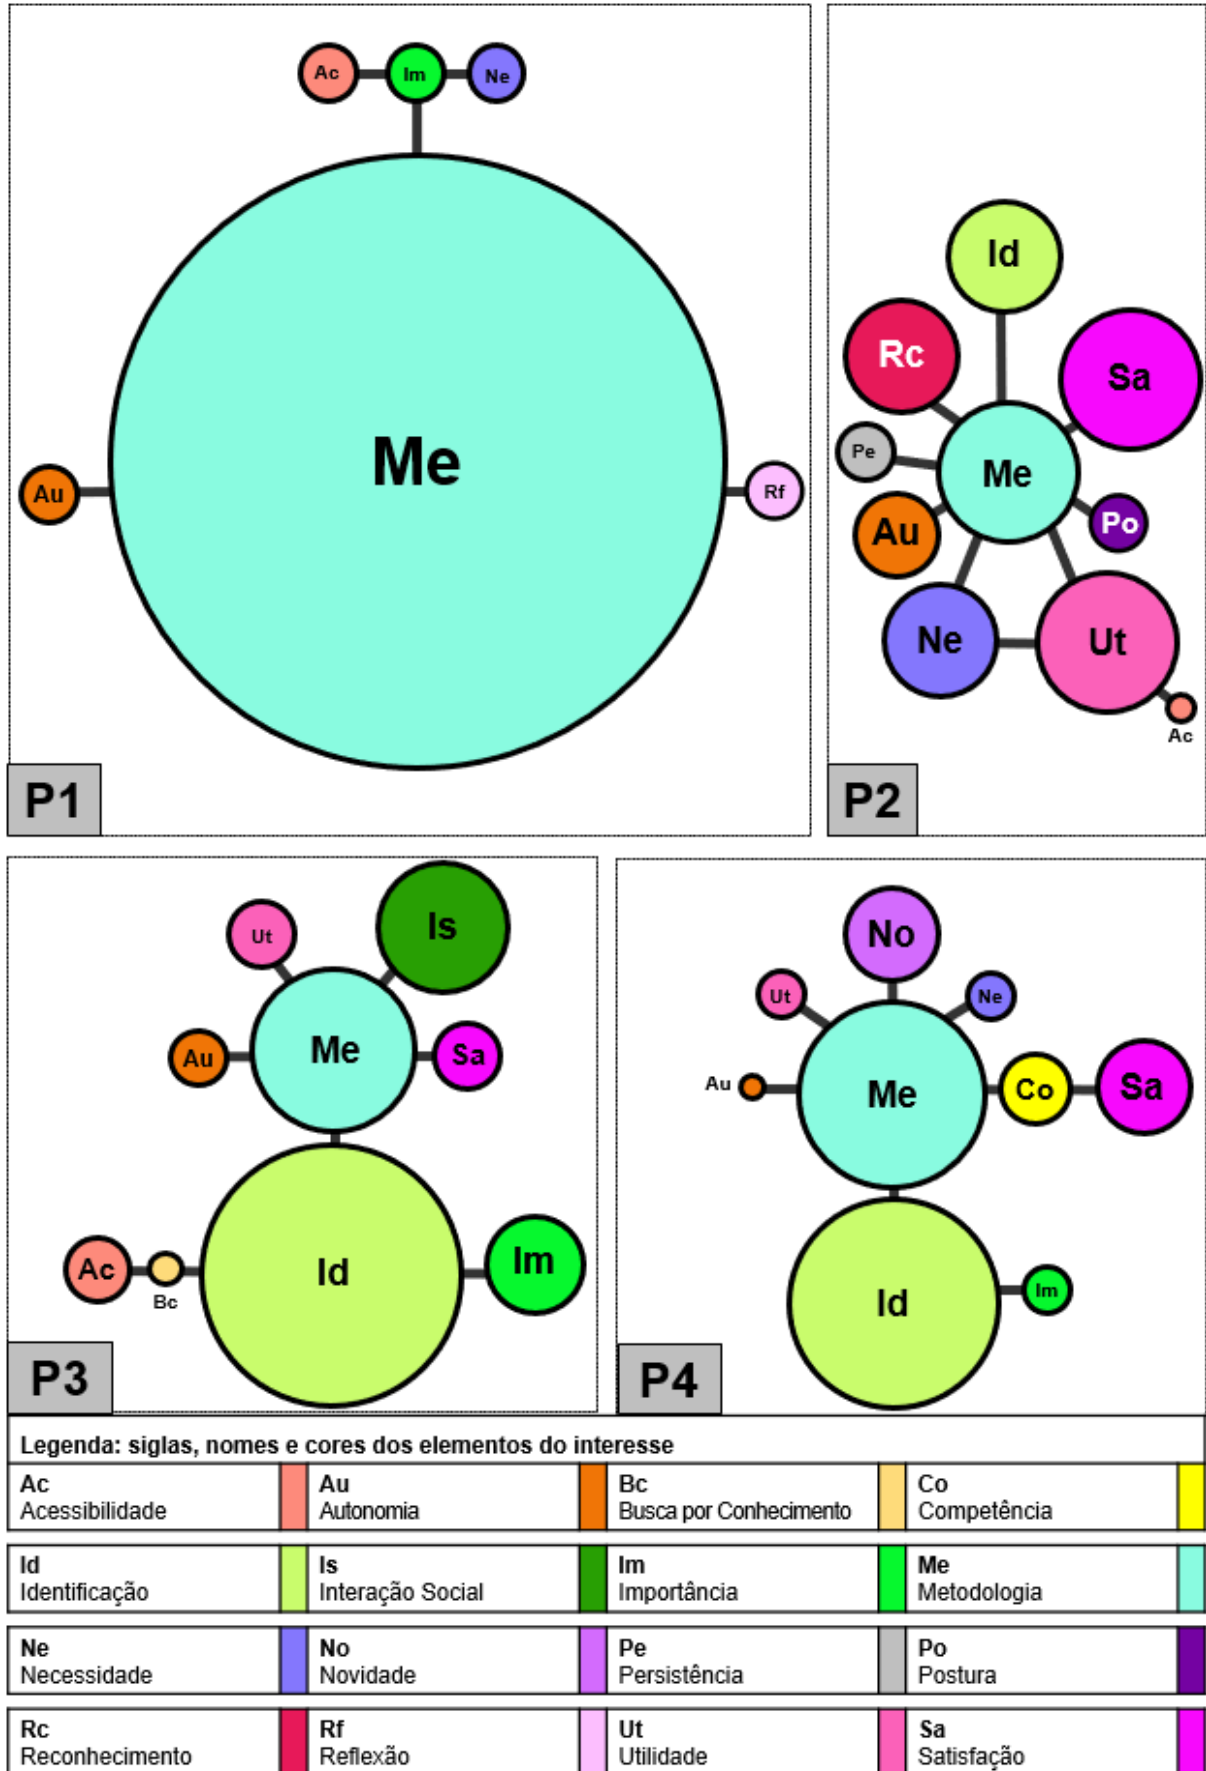 Ac Im Ne
Me
Au
Rf
P1
Id
Rc
Sa
Pe
Me
Po
Au
Ne
Ut
Ac
P2
Ut
Is
Au
Me
Sa
Ac
Bc
Id
Im
P3
No
Ut
Ne
Au
Me
Co
Sa
Id
Im
P4
Legenda: siglas, nomes e cores dos elementos do interesse
Ac Au Bc Co
Acessibilidade Autonomia Busca por Conhecimento Competência
Id Is Im Me
Identificação Interação Social Importância Metodologia
Ne No Pe Po
Necessidade Novidade Persistência Postura
Rc Rf Ut Sa
Reconhecimento Reflexão Utilidade Satisfação